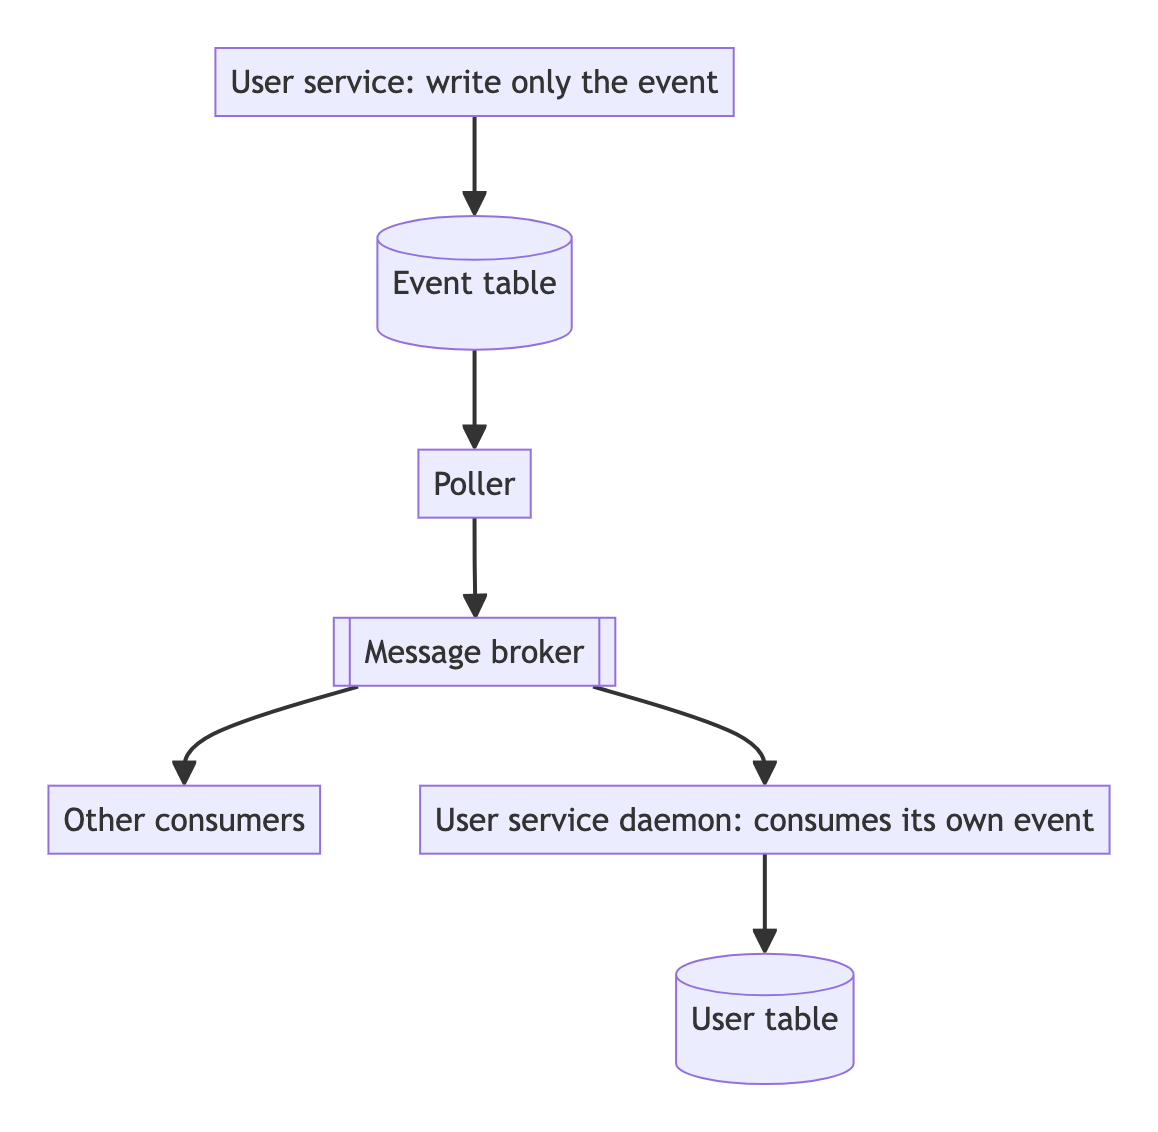 User service: write only the event
Event table
Poller
Message broker
Other consumers
User service daemon: consumes its own event
User table